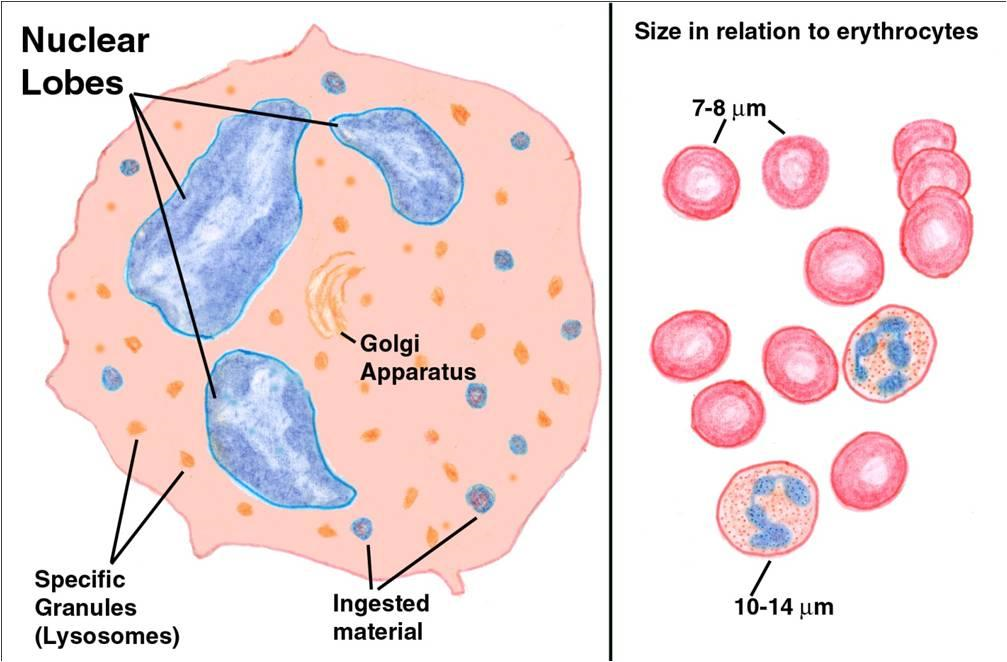 Nuclear
Lobes
Golgi
Apparatus
Specific
Granules
(Lysosomes)
Ingested
material
Size in relation to erythrocytes
7-8 μm
10-14 μm